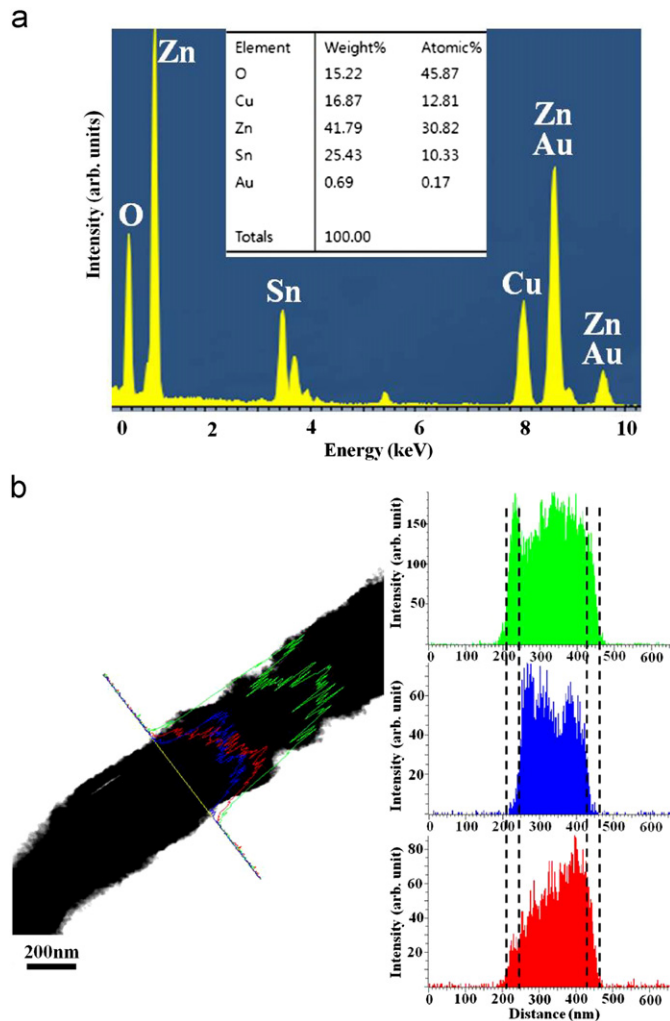 a
Zn
Element Weight% Atomic%
O 15.22 45.87
Cu 16.87 12.81
Zn 41.79 30.82
Sn 25.43 10.33
Au 0.69 0.17
Totals 100.00
Zn
Au
O
Sn
Cu
Zn
Au
Intensity (arb. units)
0 2 4 6 8 10
Energy (keV)
b
200nm
Intensity (arb. unit)
150
100
50
0 100 200 300 400 500 600
Intensity (arb. unit)
60
40
20
0 100 200 300 400 500 600
Intensity (arb. unit)
80
60
40
20
0 100 200 300 400 500 600
Distance (nm)